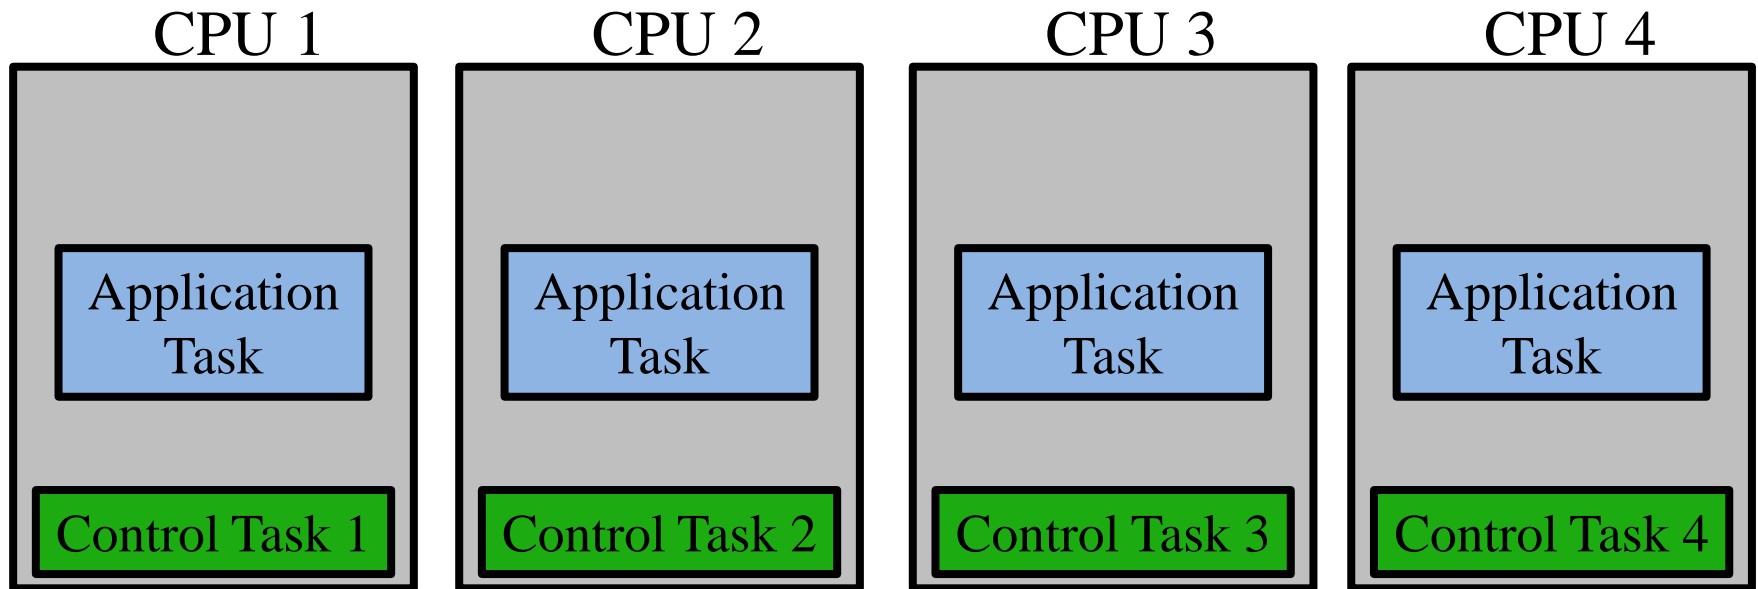 CPU 1
CPU 2
CPU 3
CPU 4
Application
Task
Application
Task
Application
Task
Application
Task
Control Task 1
Control Task 2
Control Task 3
Control Task 4